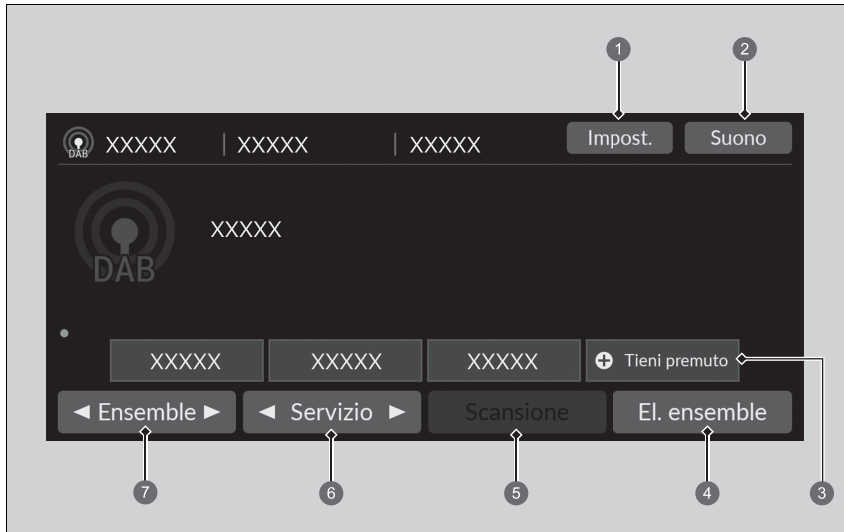 1 2
DAB XXXXX | XXXXX | XXXXX Impost. Suono
XXXXX
DAB
XXXXX XXXXX XXXXX Tieni premuto
◄ Ensemble ► ◄ Servizio ► Scansione El. ensemble
7 6 5 4 3